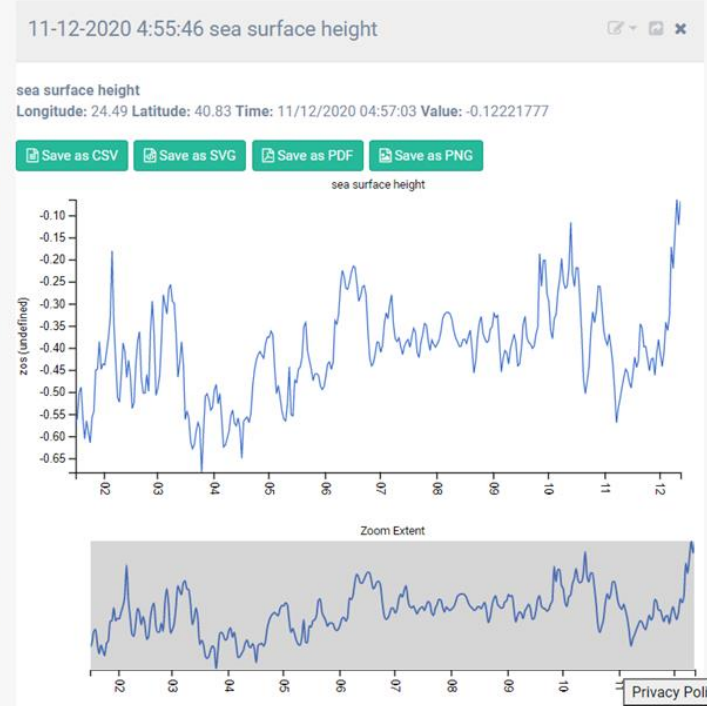 11-12-2020 4:55:46 sea surface height
sea surface height
Longitude: 24.49 Latitude: 40.83 Time: 11/12/2020 04:57:03 Value: -0.12221777
Save as CSV Save as SVG Save as PDF Save as PNG
sea surface height
-0.10
-0.15
-0.20
-0.25
-0.30
-0.35
-0.40
-0.45
-0.50
-0.55
-0.60
-0.65
zos (undefined)
02 03 04 05 06 07 08 09 10 11 12
Zoom Extent
02 03 04 05 06 07 08 09 10 11
Privacy Poli